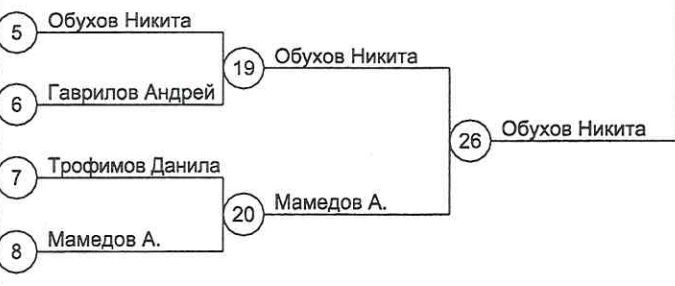 5 Обухов Никита
19 Обухов Никита
6 Гаврилов Андрей
26 Обухов Никита
7 Трофимов Данила
20 Мамедов А.
8 Мамедов А.